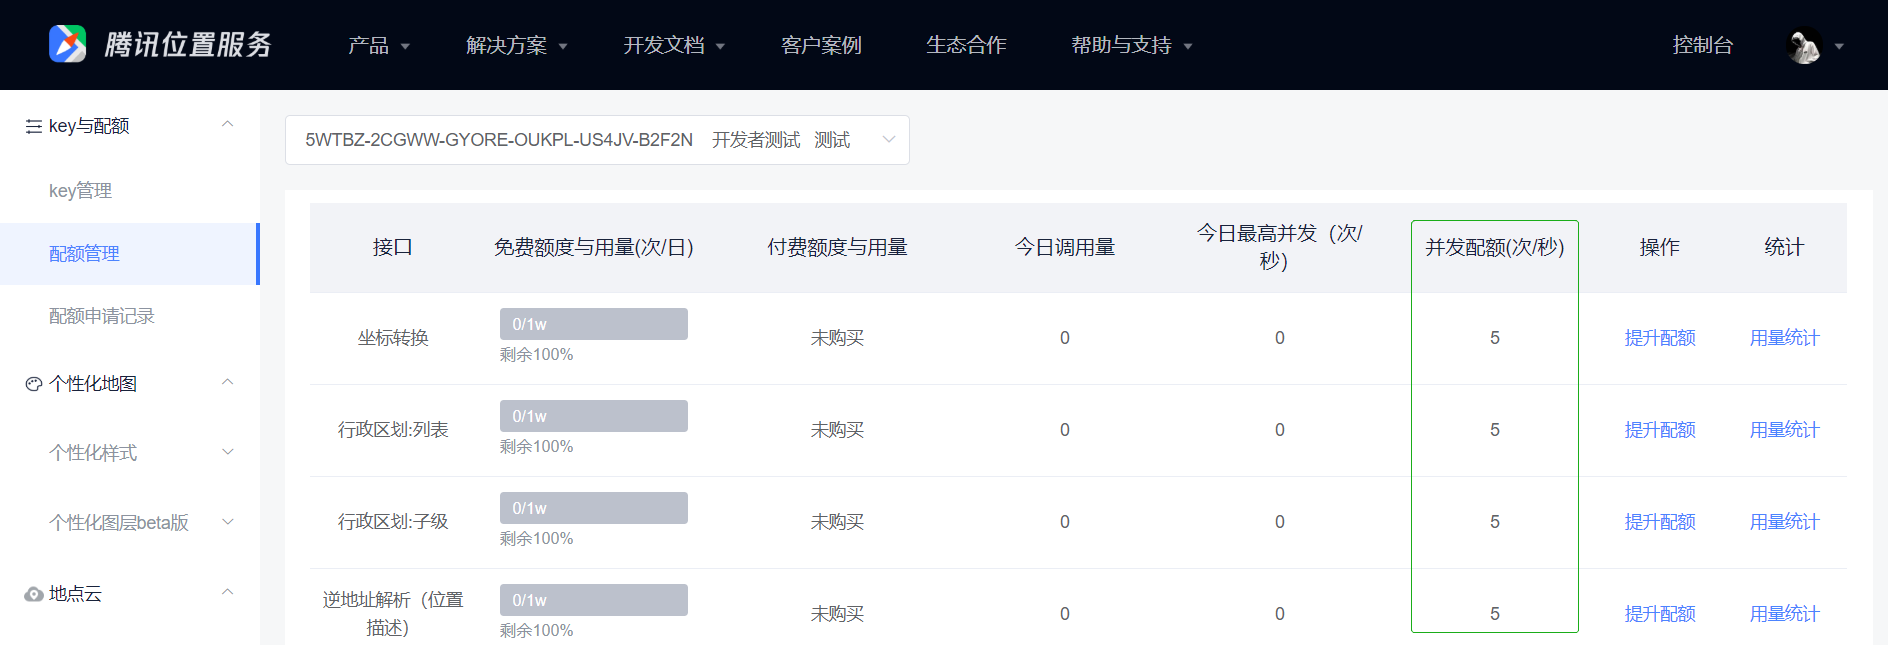 腾讯位置服务 产品 解决方案 开发文档 客户案例 生态合作 帮助与支持 控制台
key与配额
key管理
配额管理
配额申请记录
个性化地图
个性化样式
个性化图层beta版
地点云
5WTBZ-2CGWW-GYORE-OUKPL-US4JV-B2F2N 开发者测试 测试
接口 免费额度与用量(次/日) 付费额度与用量 今日调用量 今日最高并发（次/秒） 并发配额(次/秒) 操作 统计
坐标转换 0/1w 剩余100% 未购买 0 0 5 提升配额 用量统计
行政区划:列表 0/1w 剩余100% 未购买 0 0 5 提升配额 用量统计
行政区划:子级 0/1w 剩余100% 未购买 0 0 5 提升配额 用量统计
逆地址解析（位置描述） 0/1w 剩余100% 未购买 0 0 5 提升配额 用量统计